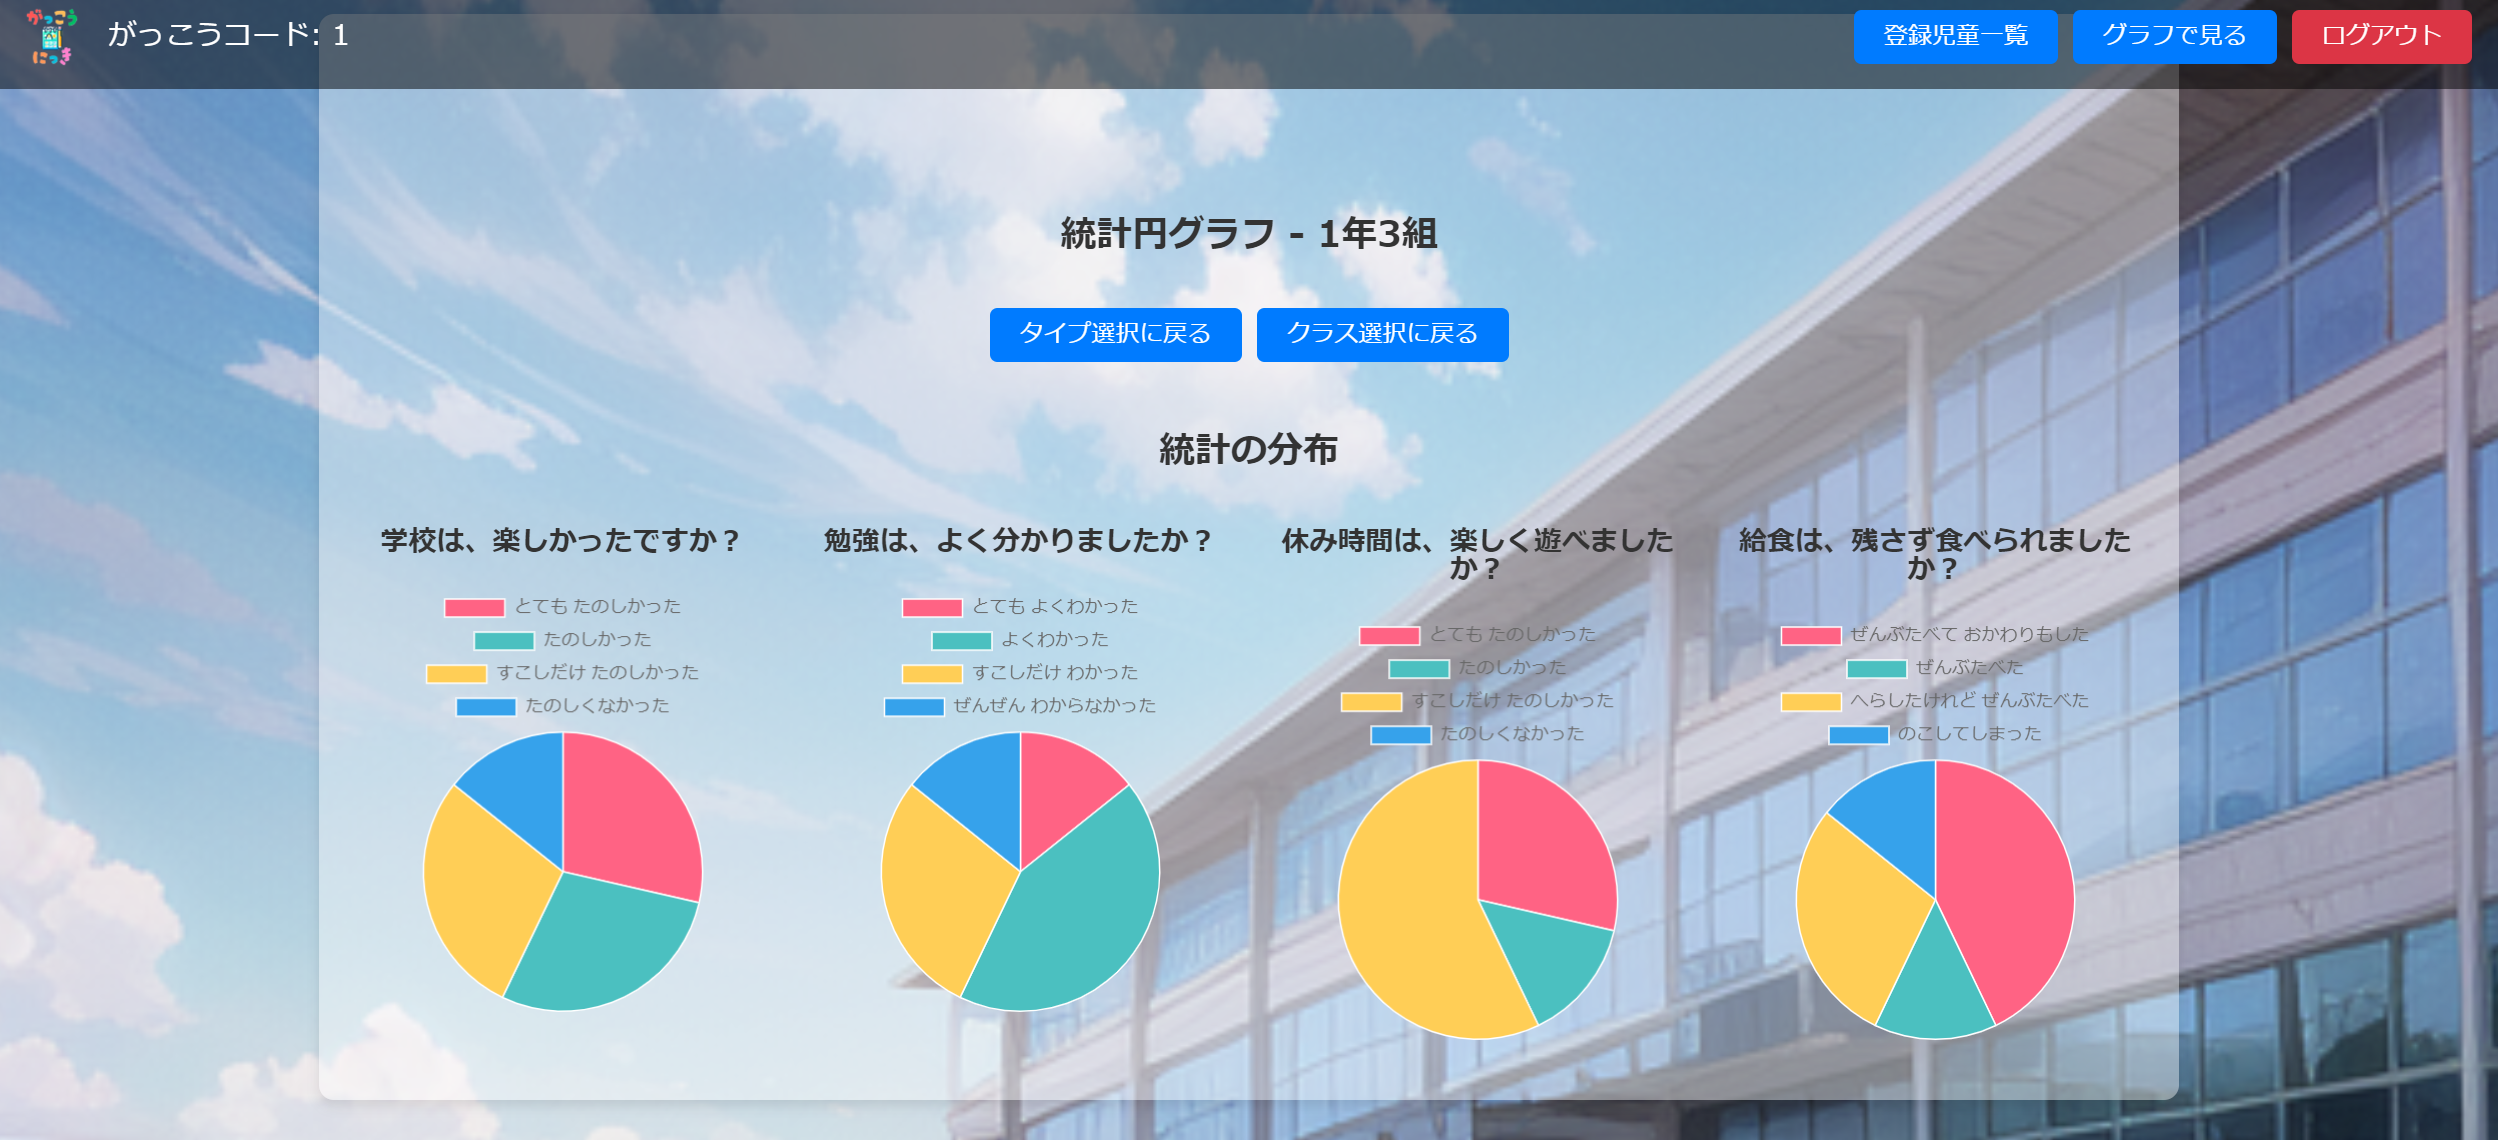 がっこう
にっき
がっこうコード: 1
登録児童一覧
グラフで見る
ログアウト
統計円グラフ - 1年3組
タイプ選択に戻る
クラス選択に戻る
統計の分布
学校は、楽しかったですか？
とても たのしかった
たのしかった
すこしだけ たのしかった
たのしくなかった
勉強は、よく分かりましたか？
とても よくわかった
よくわかった
すこしだけ わかった
ぜんぜん わからなかった
休み時間は、楽しく遊べました
か？
とても たのしかった
たのしかった
すこしだけ たのしかった
たのしくなかった
給食は、残さず食べられました
か？
ぜんぶたべて おかわりもした
ぜんぶたべた
へらしたけれど ぜんぶたべた
のこしてしまった